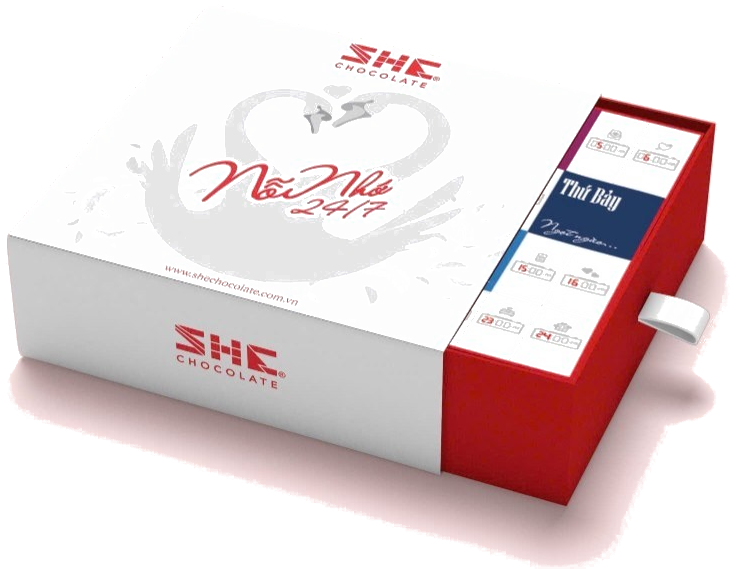 SHE®
CHOCOLATE
Nỗi Nhớ
24/7
www.shechocolate.com.vn
SHE®
CHOCOLATE
05:00
06:00
Thứ Bảy
15:00
16:00
23:00
24:00